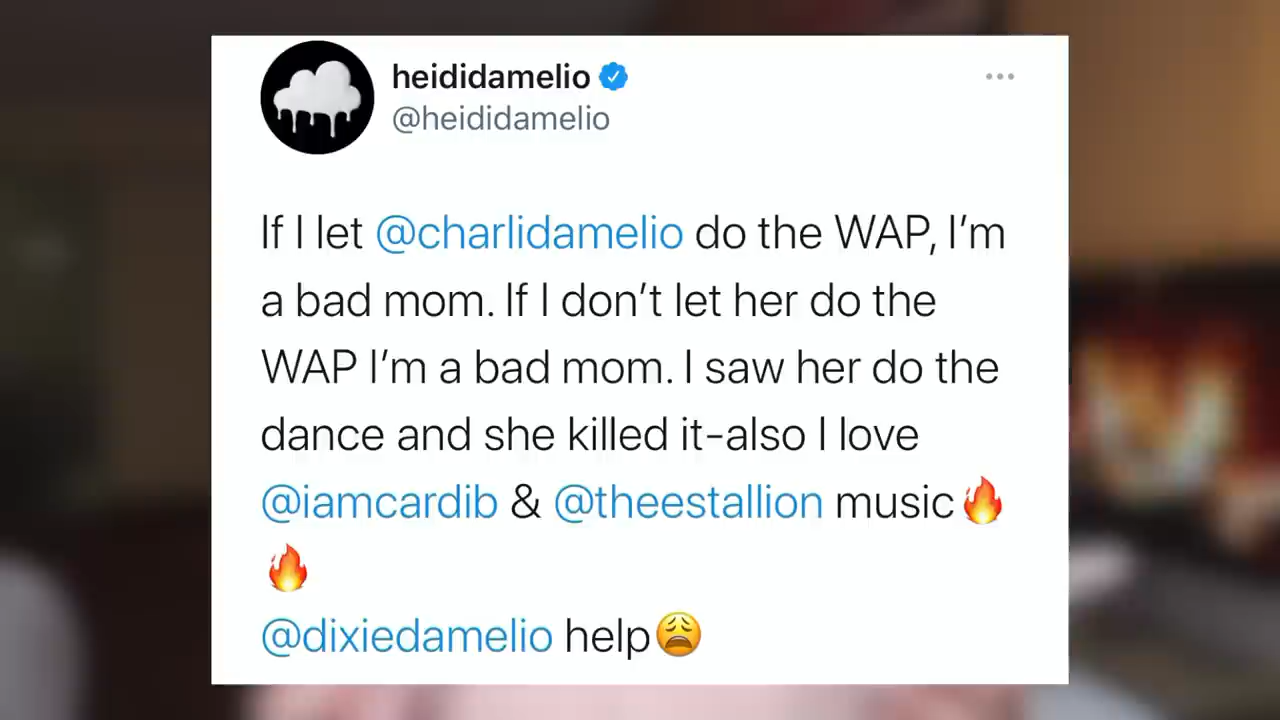 heididamelio
@heididamelio
If I let @charlidamelio do the WAP, I’m
a bad mom. If I don’t let her do the
WAP I’m a bad mom. I saw her do the
dance and she killed it-also I love
@iamcardib & @theestallion music🔥
🔥
@dixiedamelio help😩